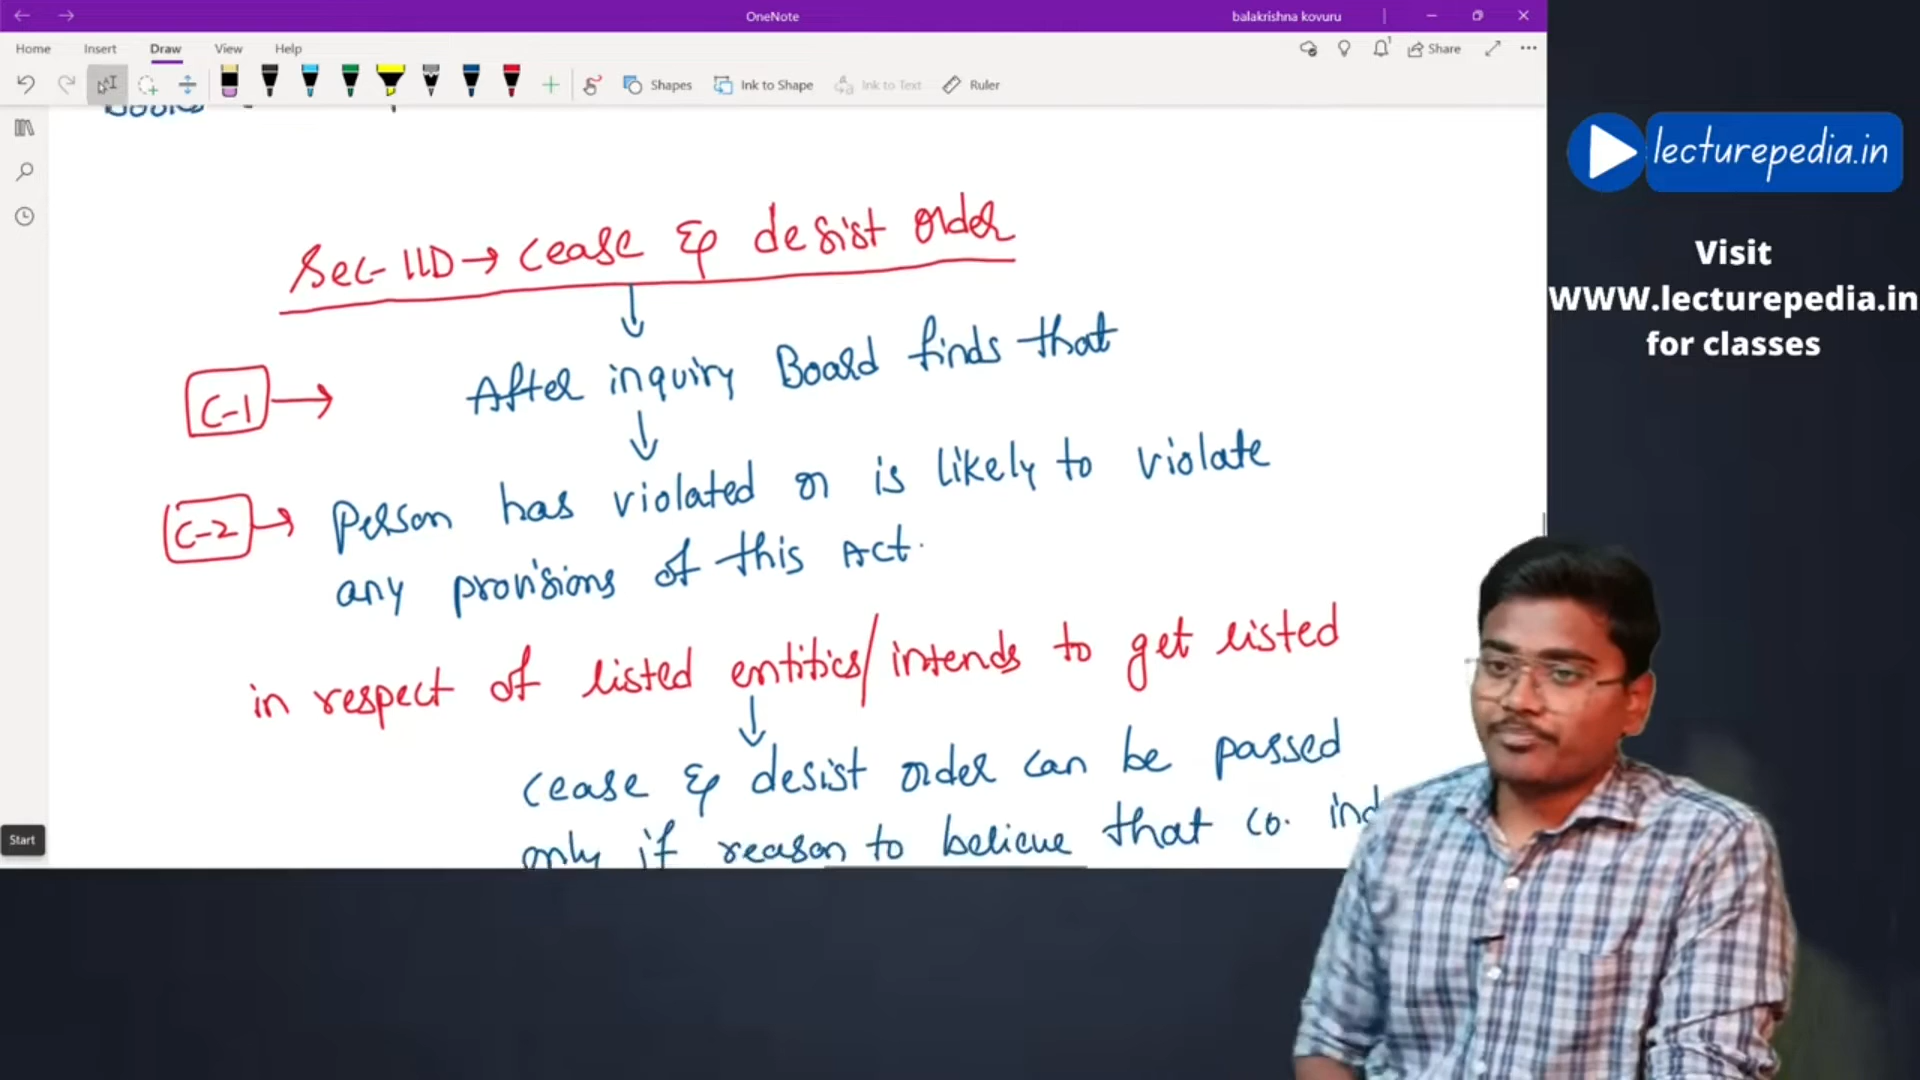 OneNote
balakrishna kovuru
Home Insert Draw View Help
1
Share
Shapes Ink to Shape Ink to Text Ruler
Books
Sec-11D → cease & desist order
C-1 → After inquiry Board finds that
C-2 → Person has violated or is likely to violate
any provisions of this Act.
in respect of listed entities/intends to get listed
cease & desist order can be passed
only if reason to believe that co. ind
Start
lecturepedia.in
Visit
WWW.lecturepedia.in
for classes